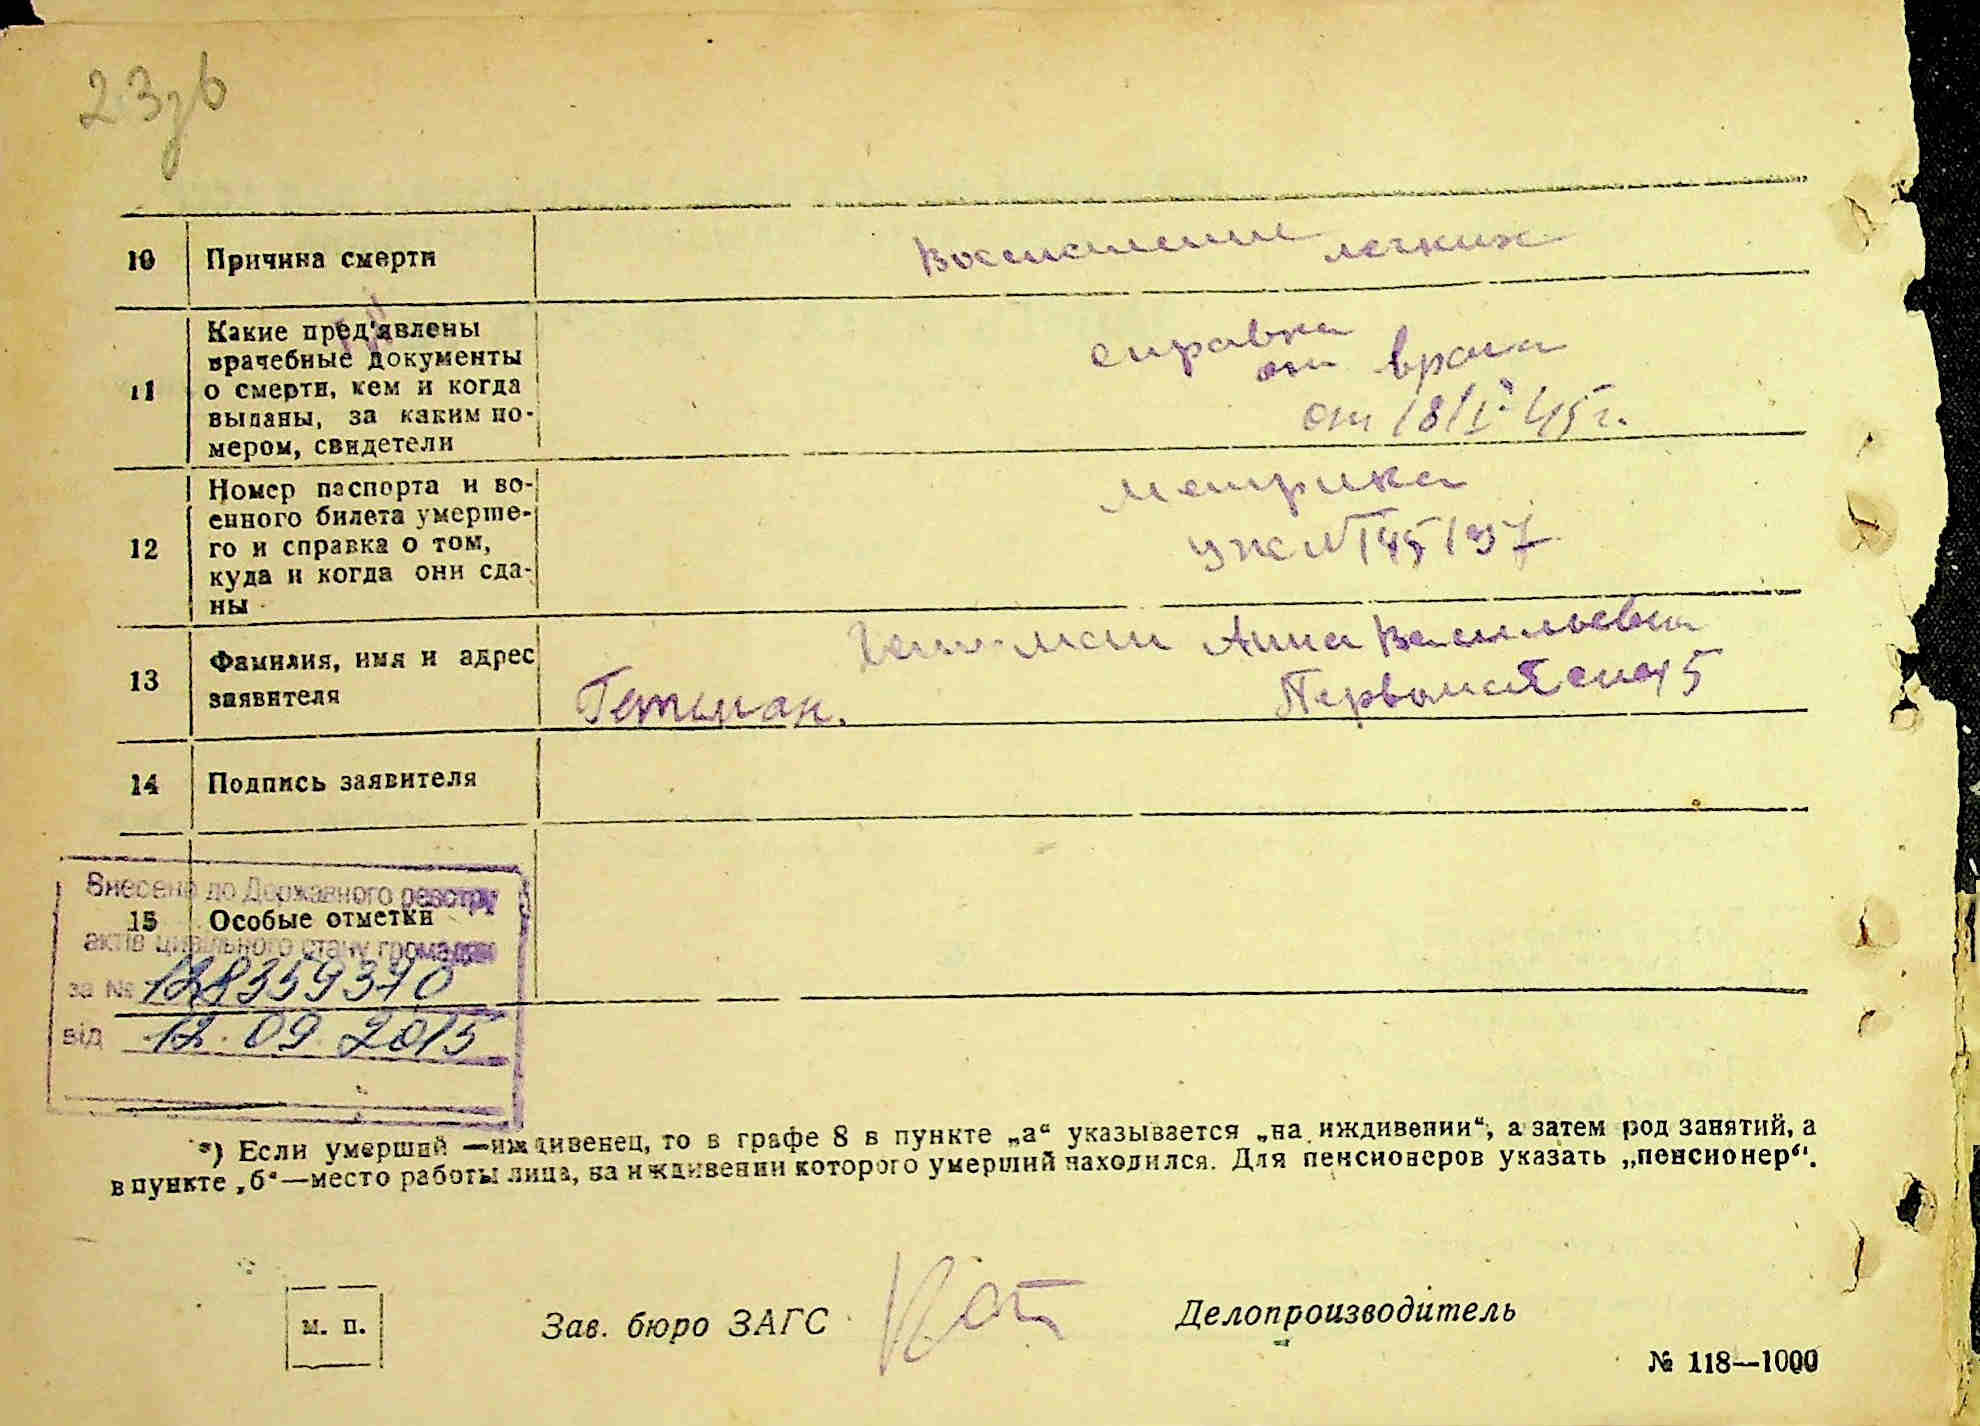 23зв
10 Причина смерти Воспаление легких
11 Какие пред'явлены
врачебные документы
о смерти, кем и когда
выданы, за каким но-
мером, свидетели
справка
от врача
от 18/I 45 г.
12 Номер паспорта и во-
енного билета умерше-
го и справка о том,
куда и когда они сда-
ны
метрика
13 Фамилия, имя и адрес
заявителя
Гетьман Анна Васильевна
Гетман. 5
14 Подпись заявителя
Внесено до Державного реєстру
15 Особые отметки
актів цивільного стану громадян
за № 128359370
від 12.09.2015
*) Если умерший —иждивенец, то в графе 8 в пункте „а“ указывается „на иждивении“, а затем род занятий, а
в пункте „б“—место работы лица, на иждивении которого умерший находился. Для пенсионеров указать „пенсионер“.
м. п.
Зав. бюро ЗАГС
Делопроизводитель
№ 118—1000